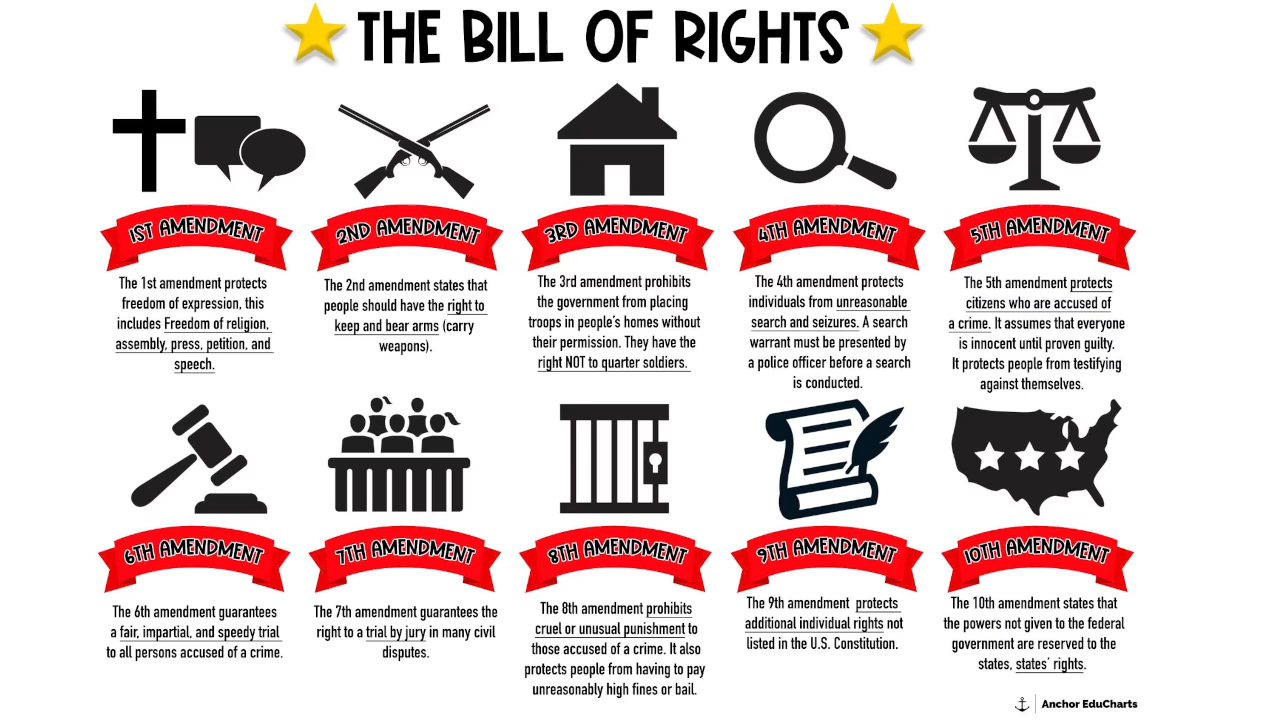 THE BILL OF RIGHTS
1ST AMENDMENT
The 1st amendment protects
freedom of expression, this
includes Freedom of religion,
assembly, press, petition, and
speech.
2ND AMENDMENT
The 2nd amendment states that
people should have the right to
keep and bear arms (carry
weapons).
3RD AMENDMENT
The 3rd amendment prohibits
the government from placing
troops in people's homes without
their permission. They have the
right NOT to quarter soldiers.
4TH AMENDMENT
The 4th amendment protects
individuals from unreasonable
search and seizures. A search
warrant must be presented by
a police officer before a search
is conducted.
5TH AMENDMENT
The 5th amendment protects
citizens who are accused of
a crime. It assumes that everyone
is innocent until proven guilty.
It protects people from testifying
against themselves.
6TH AMENDMENT
The 6th amendment guarantees
a fair, impartial, and speedy trial
to all persons accused of a crime.
7TH AMENDMENT
The 7th amendment guarantees the
right to a trial by jury in many civil
disputes.
8TH AMENDMENT
The 8th amendment prohibits
cruel or unusual punishment to
those accused of a crime. It also
protects people from having to pay
unreasonably high fines or bail.
9TH AMENDMENT
The 9th amendment protects
additional individual rights not
listed in the U.S. Constitution.
10TH AMENDMENT
The 10th amendment states that
the powers not given to the federal
government are reserved to the
states, states' rights.
Anchor EduCharts